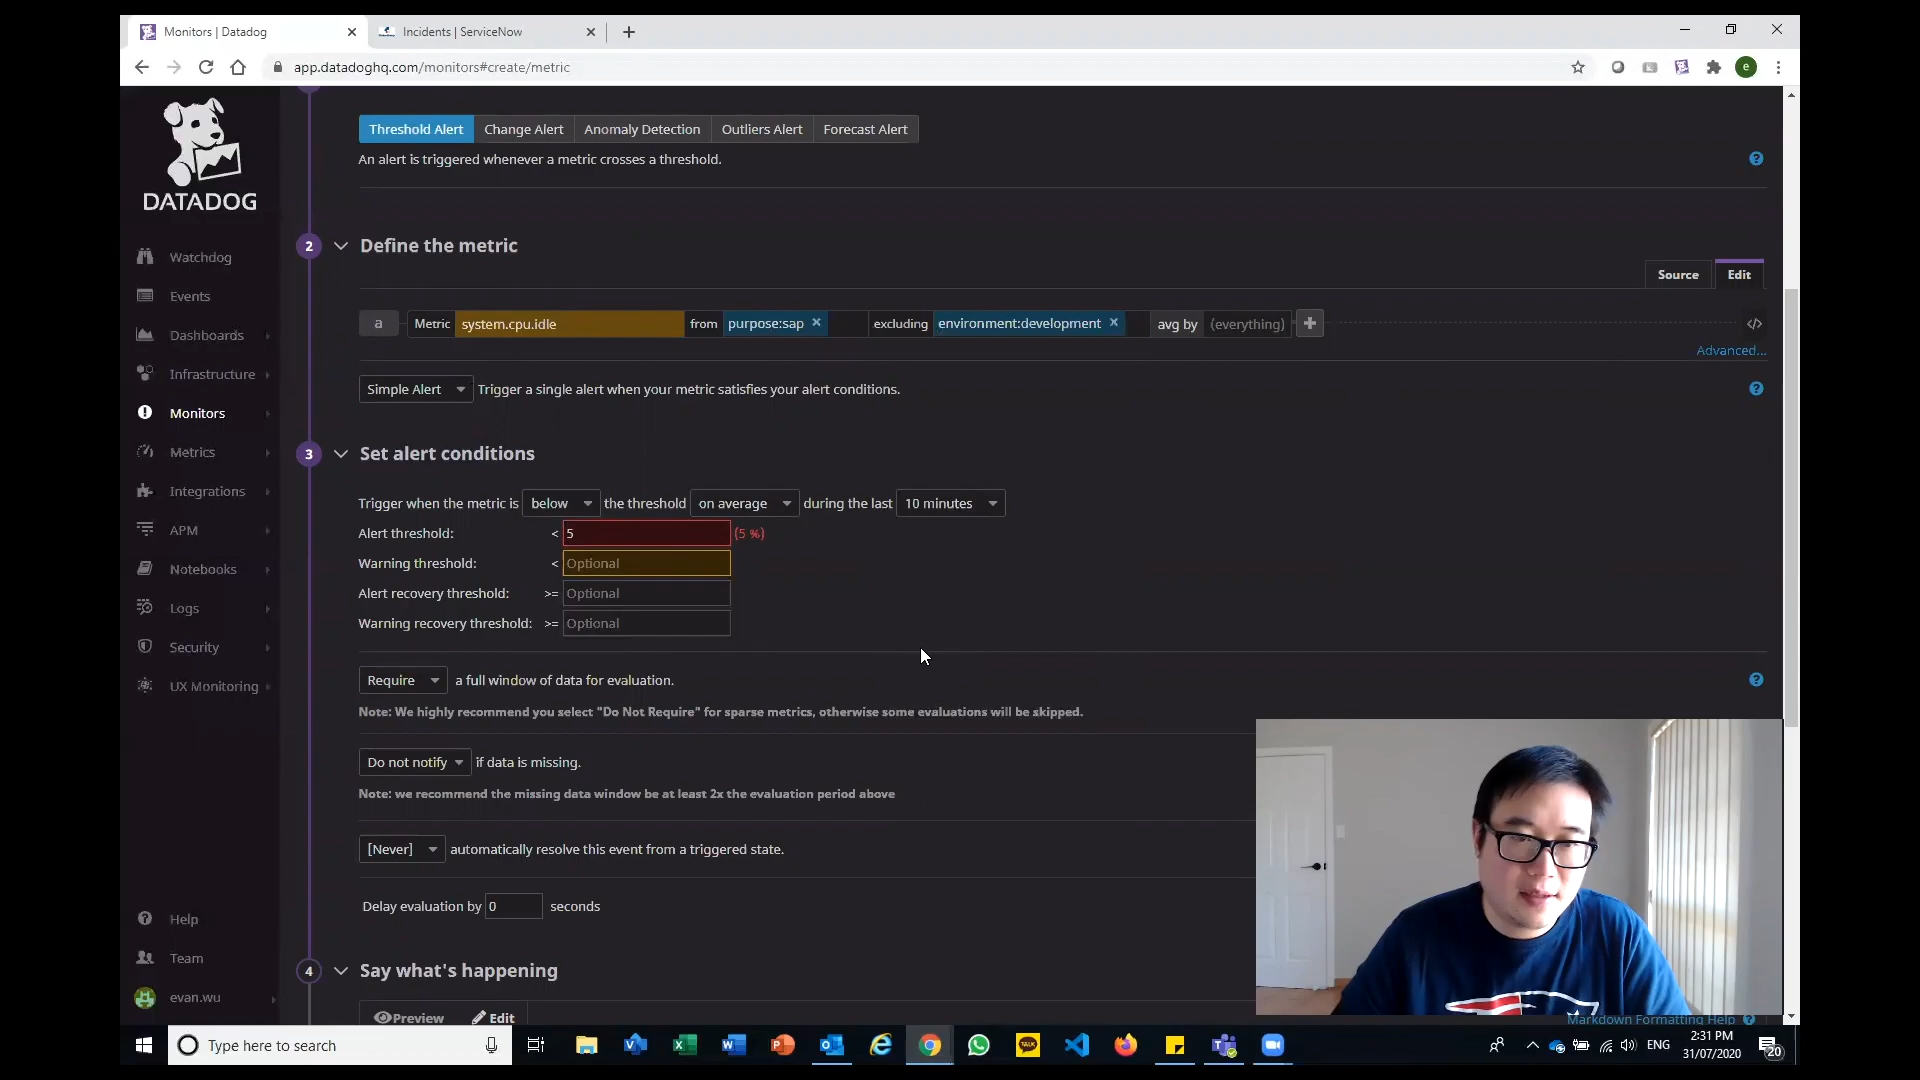 Monitors | Datadog
Incidents | ServiceNow
app.datadoghq.com/monitors#create/metric
e
DATADOG
Watchdog
Events
Dashboards
Infrastructure
Monitors
Metrics
Integrations
APM
Notebooks
Logs
Security
UX Monitoring
Help
Team
evan.wu
Threshold Alert Change Alert Anomaly Detection Outliers Alert Forecast Alert
An alert is triggered whenever a metric crosses a threshold.
2 Define the metric
Source Edit
a Metric system.cpu.idle from purpose:sap × excluding environment:development × avg by (everything) +
Advanced...
Simple Alert Trigger a single alert when your metric satisfies your alert conditions.
3 Set alert conditions
Trigger when the metric is below the threshold on average during the last 10 minutes
Alert threshold: < 5 (5 %)
Warning threshold: < Optional
Alert recovery threshold: >= Optional
Warning recovery threshold: >= Optional
Require a full window of data for evaluation.
Note: We highly recommend you select "Do Not Require" for sparse metrics, otherwise some evaluations will be skipped.
Do not notify if data is missing.
Note: we recommend the missing data window be at least 2x the evaluation period above
[Never] automatically resolve this event from a triggered state.
Delay evaluation by 0 seconds
4 Say what's happening
Preview Edit
Markdown Formatting Help
Type here to search
ENG
2:31 PM
31/07/2020
20